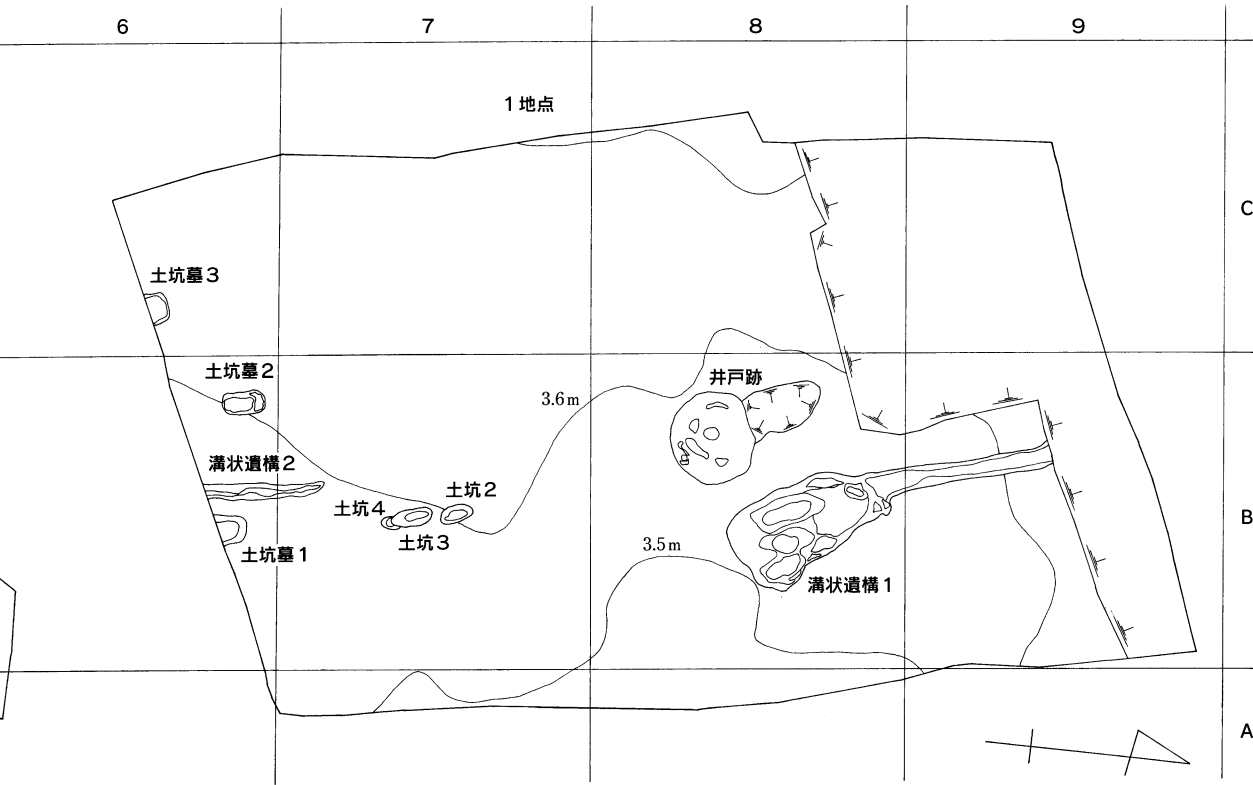 6 7 8 9
1地点
C
土坑墓3
土坑墓2
井戸跡
3.6m
溝状遺構2
土坑2
土坑4
B
土坑3
3.5m
土坑墓1
溝状遺構1
A